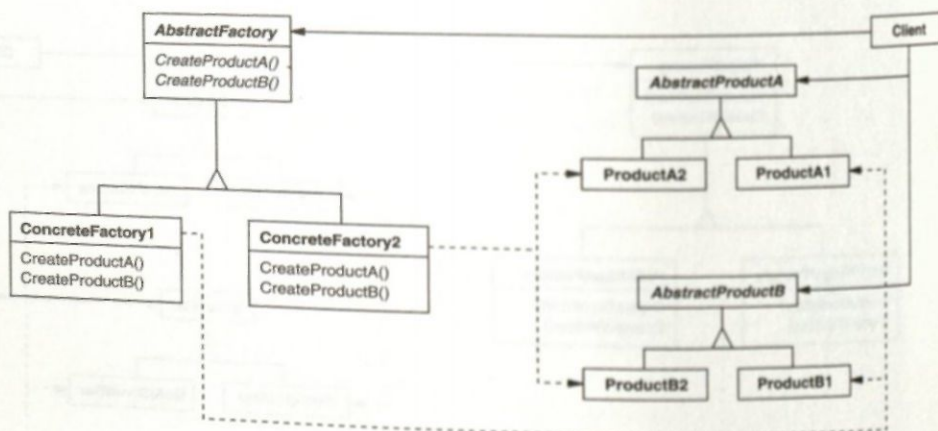 AbstractFactory
CreateProductA()
CreateProductB()
Client
AbstractProductA
ProductA2
ProductA1
ConcreteFactory1
CreateProductA()
CreateProductB()
ConcreteFactory2
CreateProductA()
CreateProductB()
AbstractProductB
ProductB2
ProductB1